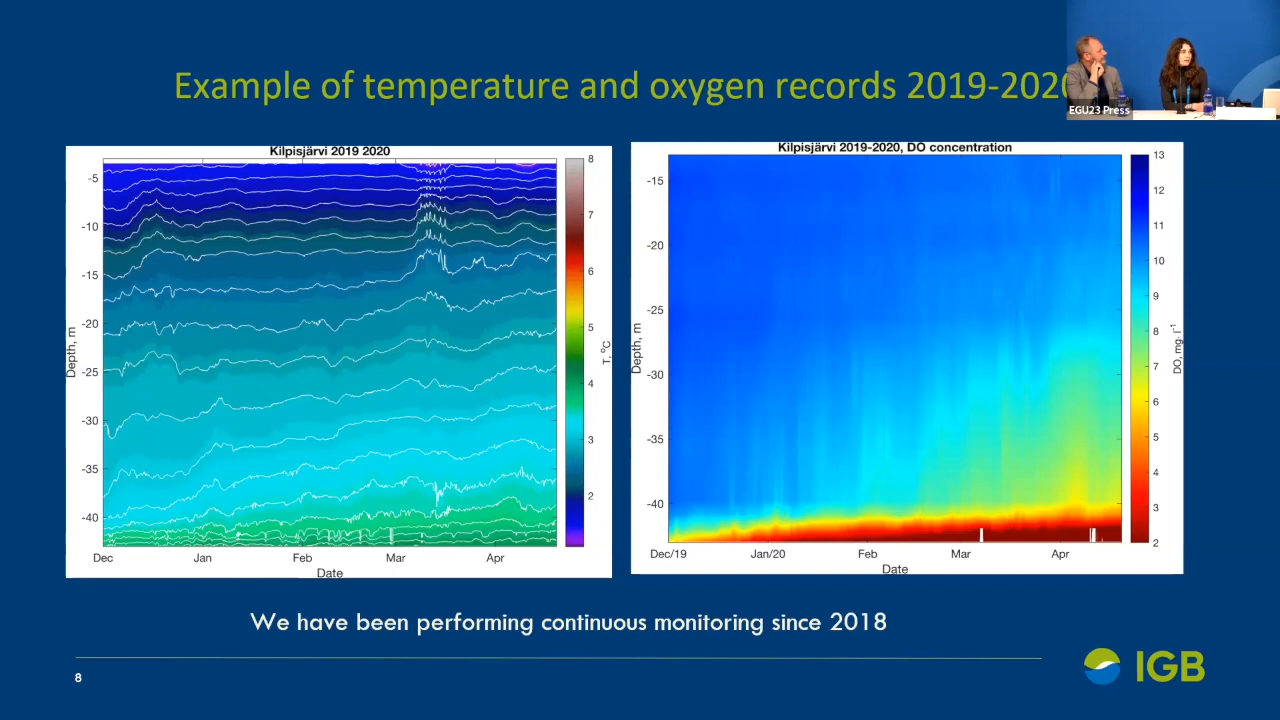 Example of temperature and oxygen records 2019-2020
EGU23 Press
Kilpisjärvi 2019 2020
-5
-10
-15
-20
-25
-30
-35
-40
Depth, m
Dec
Jan
Feb
Mar
Apr
Date
8
7
6
5
4
3
2
T, °C
Kilpisjärvi 2019-2020, DO concentration
-15
-20
-25
-30
-35
-40
Depth, m
Dec/19
Jan/20
Feb
Mar
Apr
Date
13
12
11
10
9
8
7
6
5
4
3
2
DO, mg l⁻¹
We have been performing continuous monitoring since 2018
8
IGB